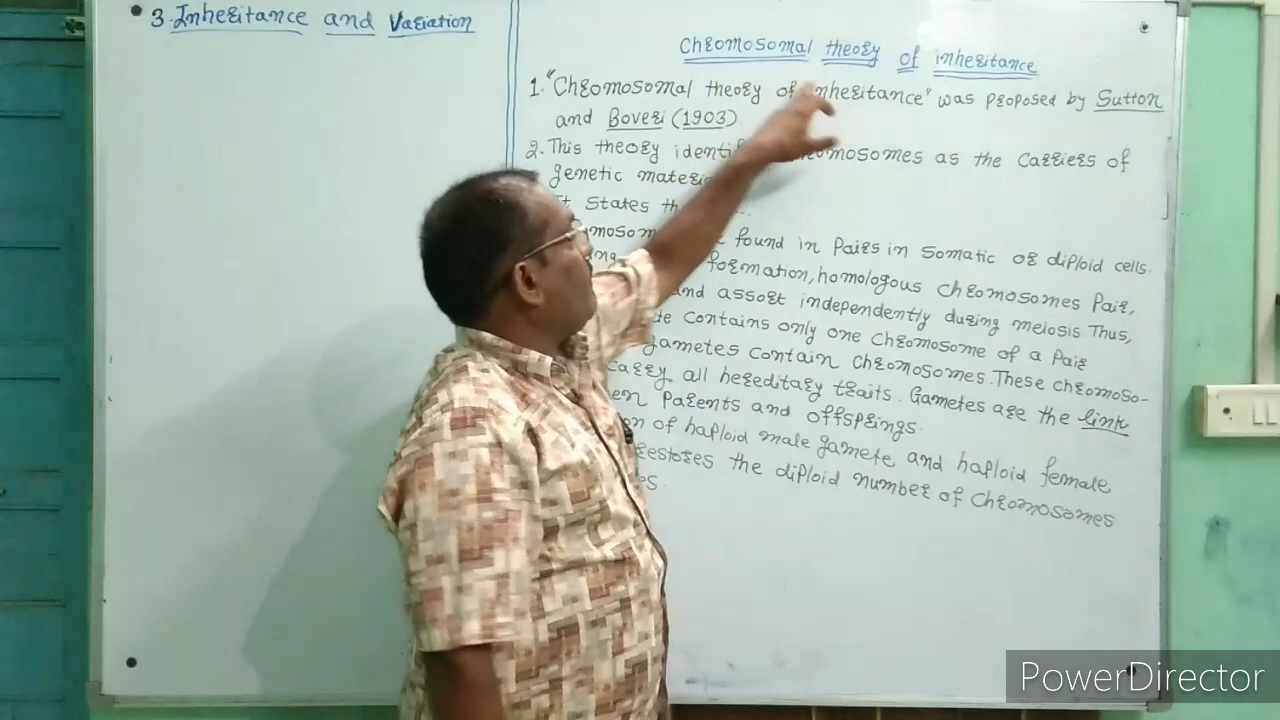 3. Inheritance and Variation
Chromosomal theory of inheritance
1. "Chromosomal theory of inheritance" was proposed by Sutton
and Boveri (1903)
2. This theory chromosomes as the carriers of
genetic
It states
found in Pairs in somatic or diploid cells.
formation, homologous chromosomes Pair,
and assort independently during meiosis Thus,
contains only one chromosome of a Pair
gametes contain chromosomes. These chromoso-
carry all hereditary traits. Gametes are the link
Parents and offsprings.
of haploid male gamete and haploid female
restores the diploid number of chromosomes
PowerDirector